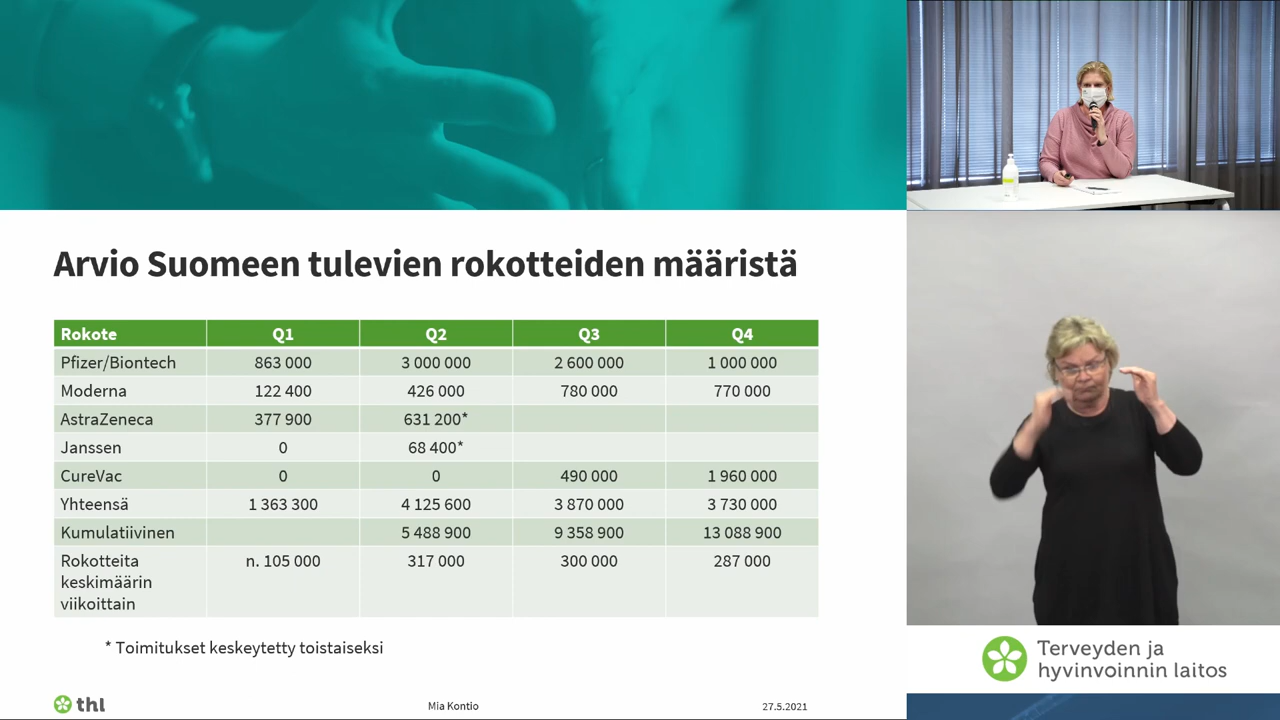 Arvio Suomeen tulevien rokotteiden määristä
Rokote Q1 Q2 Q3 Q4
Pfizer/Biontech 863 000 3 000 000 2 600 000 1 000 000
Moderna 122 400 426 000 780 000 770 000
AstraZeneca 377 900 631 200*
Janssen 0 68 400*
CureVac 0 0 490 000 1 960 000
Yhteensä 1 363 300 4 125 600 3 870 000 3 730 000
Kumulatiivinen 5 488 900 9 358 900 13 088 900
Rokotteita keskimäärin viikoittain n. 105 000 317 000 300 000 287 000
* Toimitukset keskeytetty toistaiseksi
thl Mia Kontio 27.5.2021
Terveyden ja
hyvinvoinnin laitos